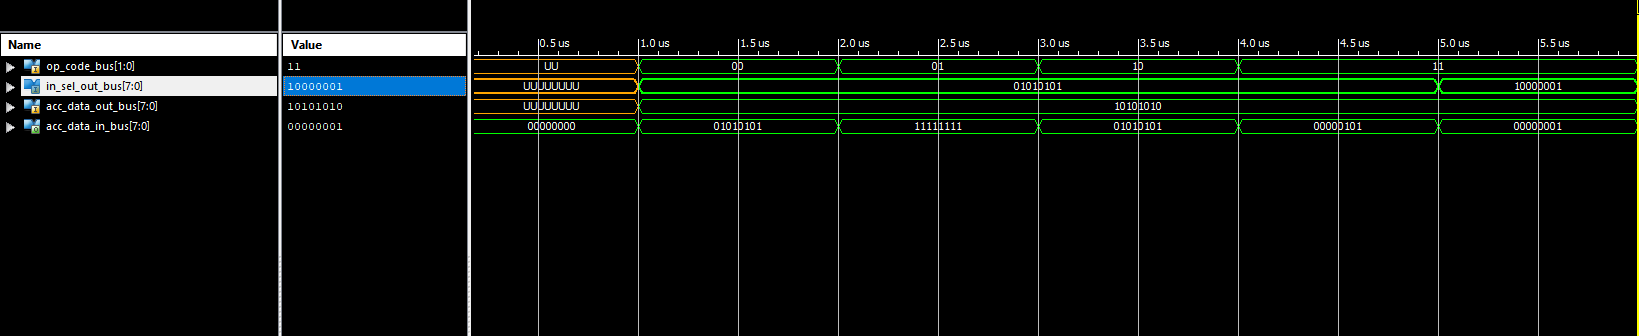 0.5 us 1.0 us 1.5 us 2.0 us 2.5 us 3.0 us 3.5 us 4.0 us 4.5 us 5.0 us 5.5 us
Name Value
op_code_bus[1:0] 11 UU 00 01 10 11
in_sel_out_bus[7:0] 10000001 UUUUUUUU 01010101 10000001
acc_data_out_bus[7:0] 10101010 UUUUUUUU 10101010
acc_data_in_bus[7:0] 00000001 00000000 01010101 11111111 01010101 00000101 00000001